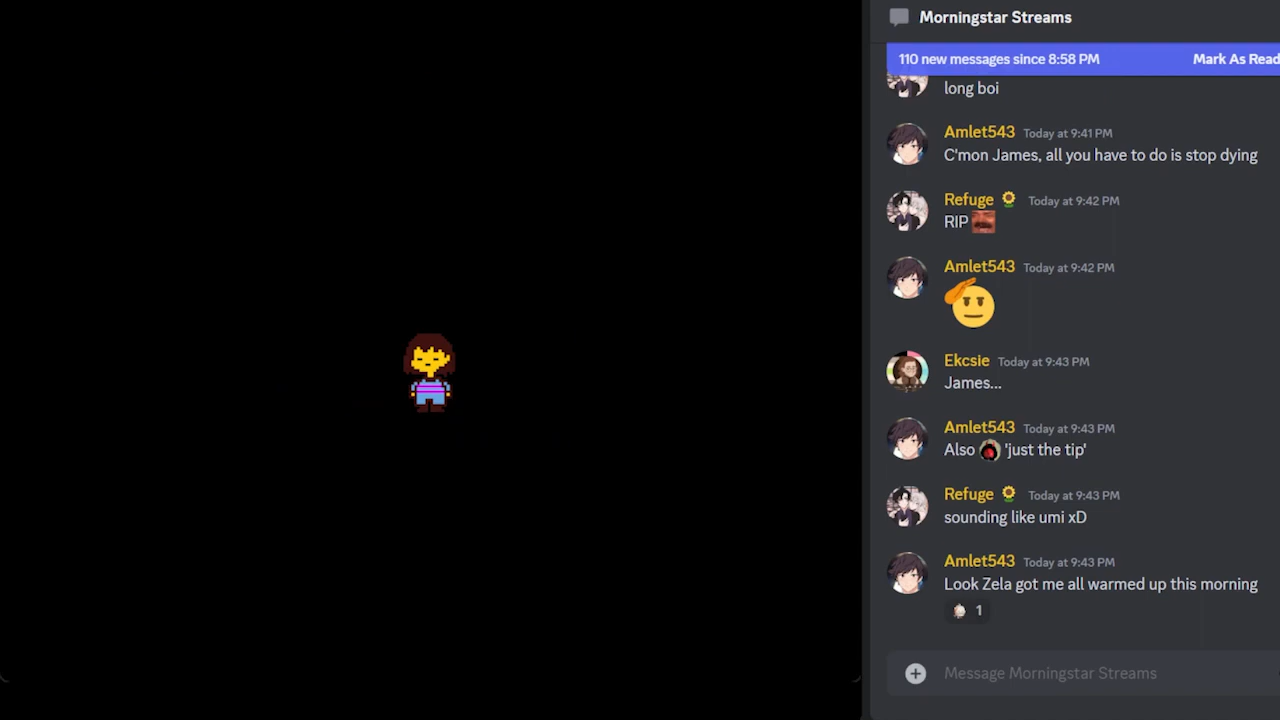 Morningstar Streams
110 new messages since 8:58 PM Mark As Read
long boi
Amlet543 Today at 9:41 PM
C'mon James, all you have to do is stop dying
Refuge 🌻 Today at 9:42 PM
RIP
Amlet543 Today at 9:42 PM
Ekcsie Today at 9:43 PM
James...
Amlet543 Today at 9:43 PM
Also 'just the tip'
Refuge 🌻 Today at 9:43 PM
sounding like umi xD
Amlet543 Today at 9:43 PM
Look Zela got me all warmed up this morning
1
Message Morningstar Streams